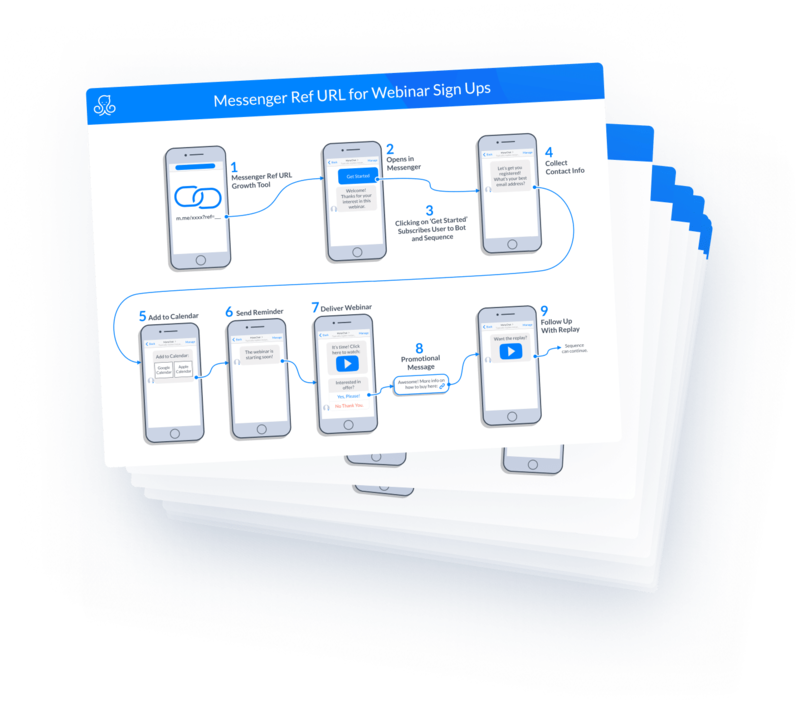 Messenger Ref URL for Webinar Sign Ups
1
Messenger Ref URL
Growth Tool
m.me/xxxx?ref=__
2
Opens in
Messenger
Get Started
Welcome!
Thanks for your
interest in this
webinar.
3
Clicking on 'Get Started'
Subscribes User to Bot
and Sequence
4
Collect
Contact Info
Let's get you
registered!
What's your best
email address?
5 Add to Calendar
Add to Calendar:
Google
Calendar
Apple
Calendar
6 Send Reminder
The webinar is
starting soon!
7 Deliver Webinar
It's time! Click
here to watch
Interested in
offer?
Yes, Please!
No, Thank You.
8
Promotional
Message
Awesome! More info on
how to buy here:
9
Follow Up
With Replay
Want the replay?
Sequence
can continue.